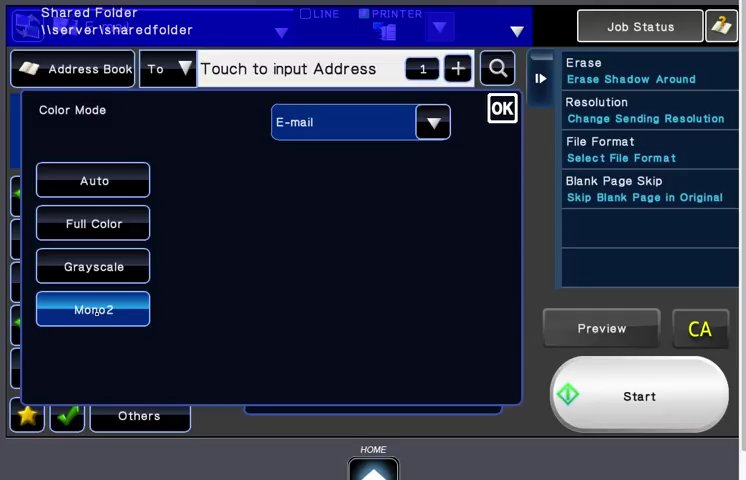 Shared Folder
\\server\sharedfolder
LINE
PRINTER
Job Status
Address Book
To
Touch to input Address
1
Color Mode
E-mail
OK
Auto
Full Color
Grayscale
Mono2
Others
Erase
Erase Shadow Around
Resolution
Change Sending Resolution
File Format
Select File Format
Blank Page Skip
Skip Blank Page in Original
Preview
CA
Start
HOME